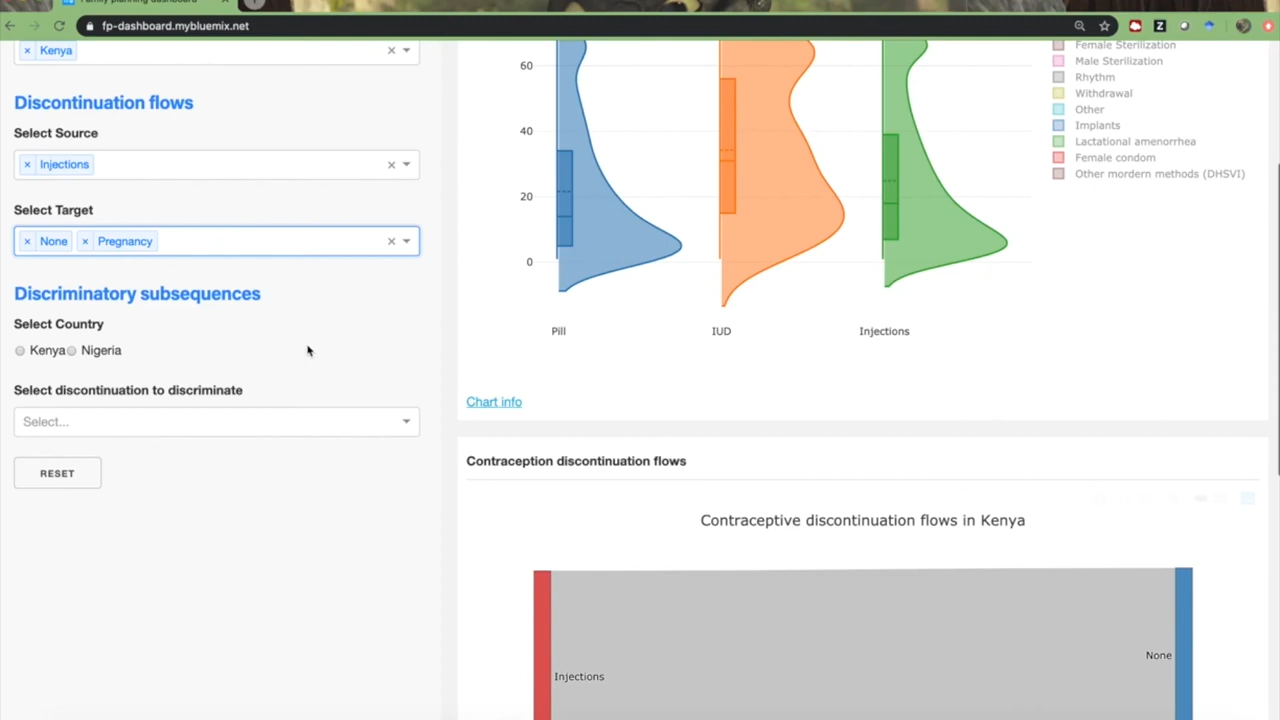 Family planning dashboard
fp-dashboard.mybluemix.net
× Kenya
Discontinuation flows
Select Source
× Injections
Select Target
× None × Pregnancy
Discriminatory subsequences
Select Country
Kenya Nigeria
Select discontinuation to discriminate
Select...
RESET
60
40
20
0
Pill IUD Injections
Female Sterilization
Male Sterilization
Rhythm
Withdrawal
Other
Implants
Lactational amenorrhea
Female condom
Other mordern methods (DHSVI)
Chart info
Contraception discontinuation flows
Contraceptive discontinuation flows in Kenya
Injections
None